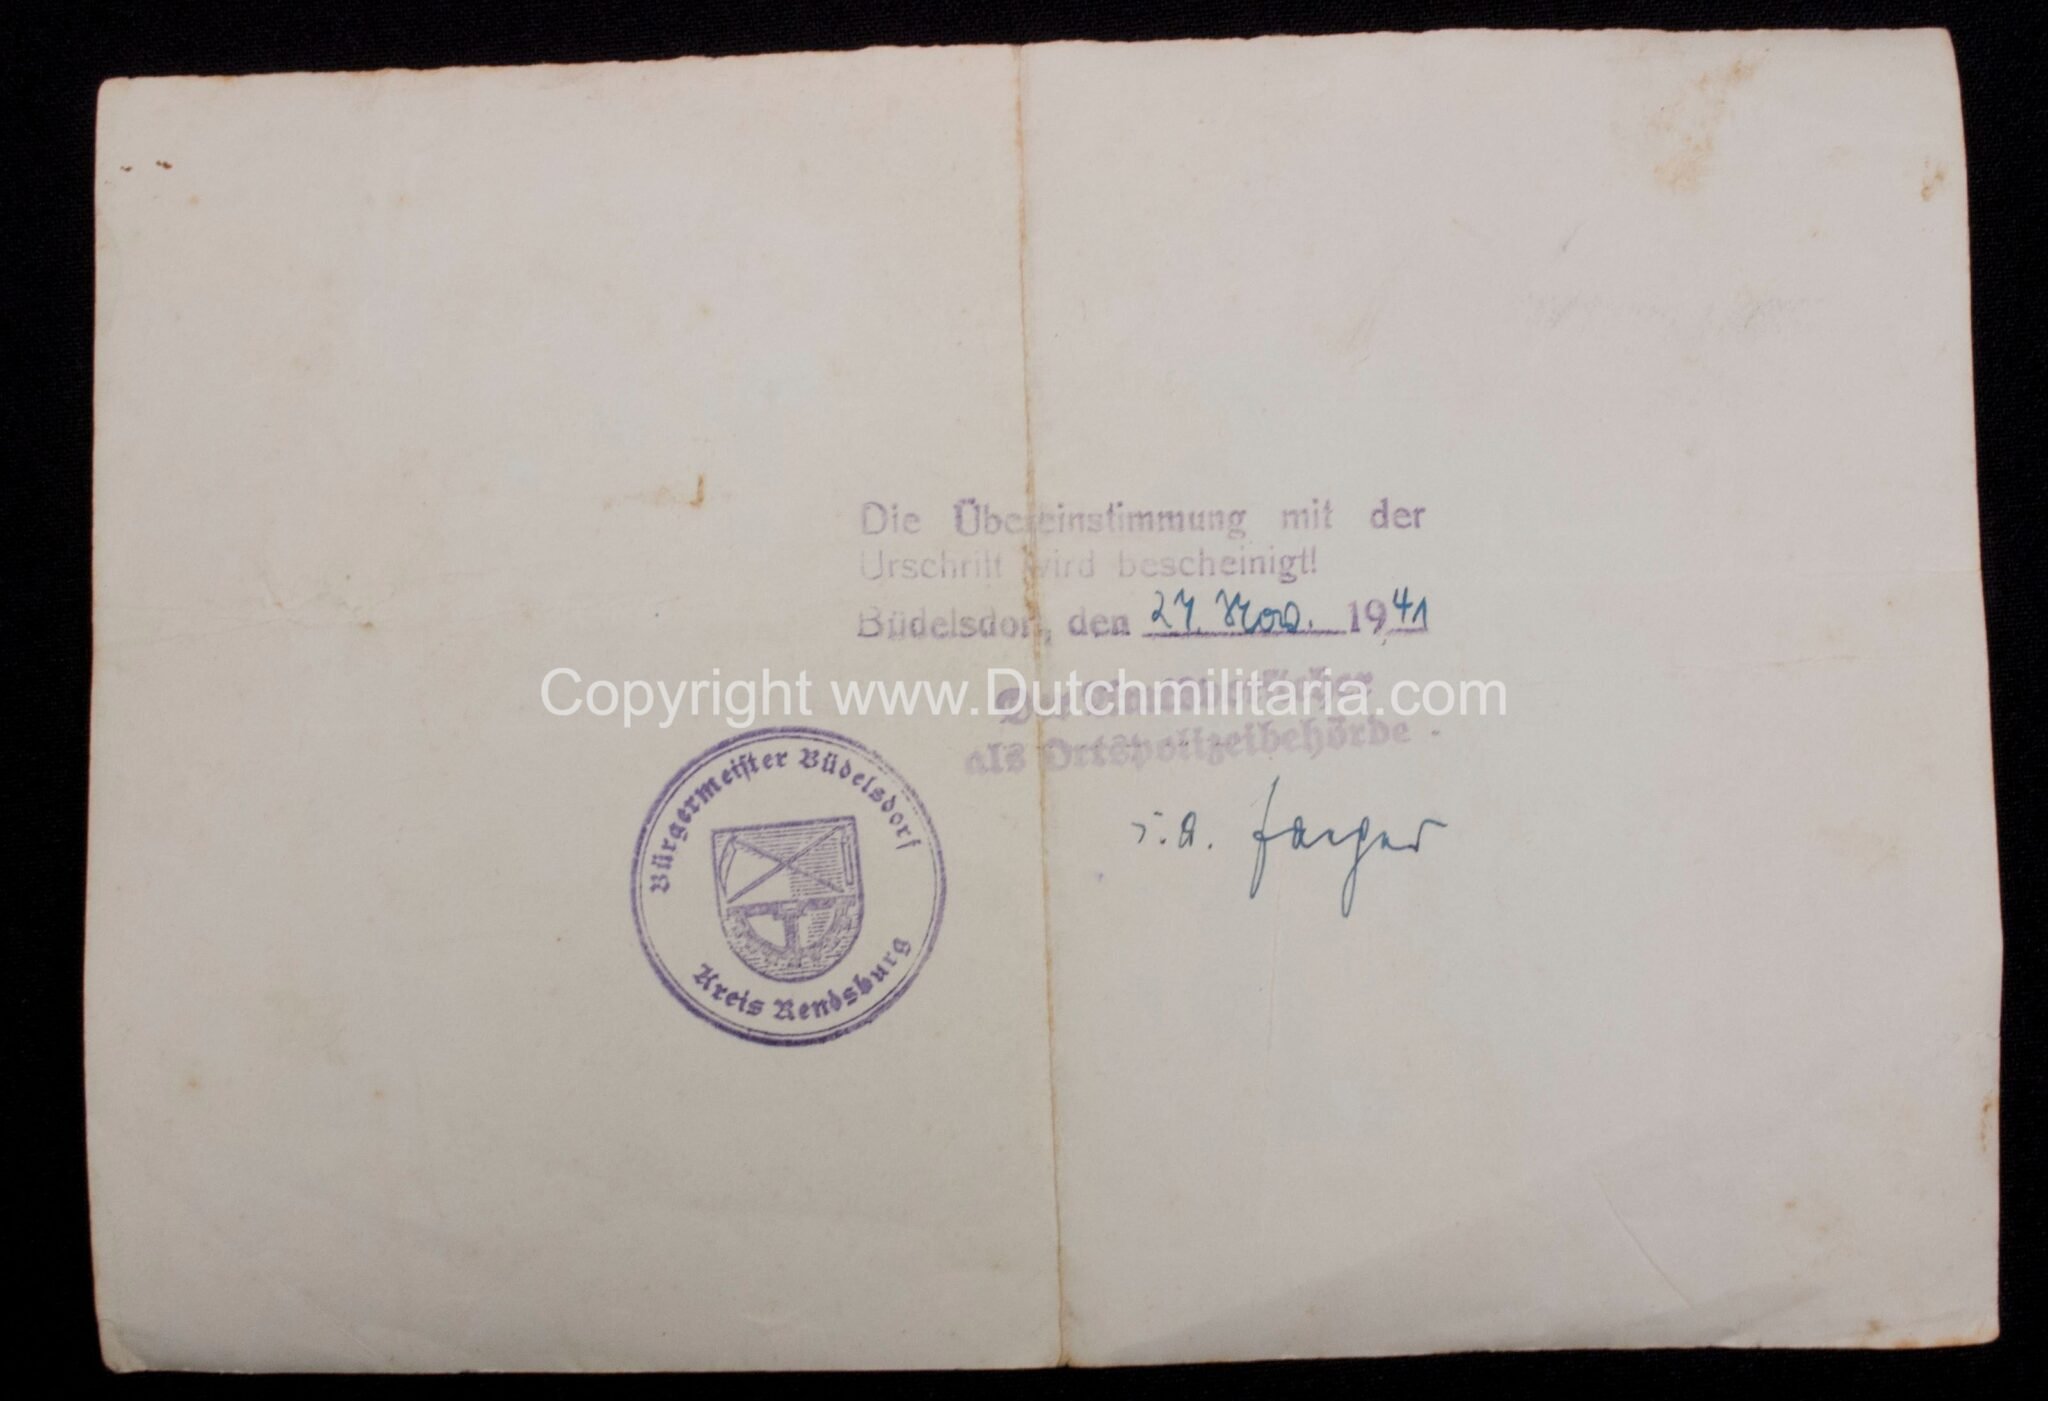 Die Übereinstimmung mit der
Urschrift wird bescheinigt!
Büdelsdorf, den 27. Nov. 1941
Copyright www.Dutchmilitaria.com
als Ortspolizeibehörde.
Bürgermeister Büdelsdorf
Kreis Rendsburg